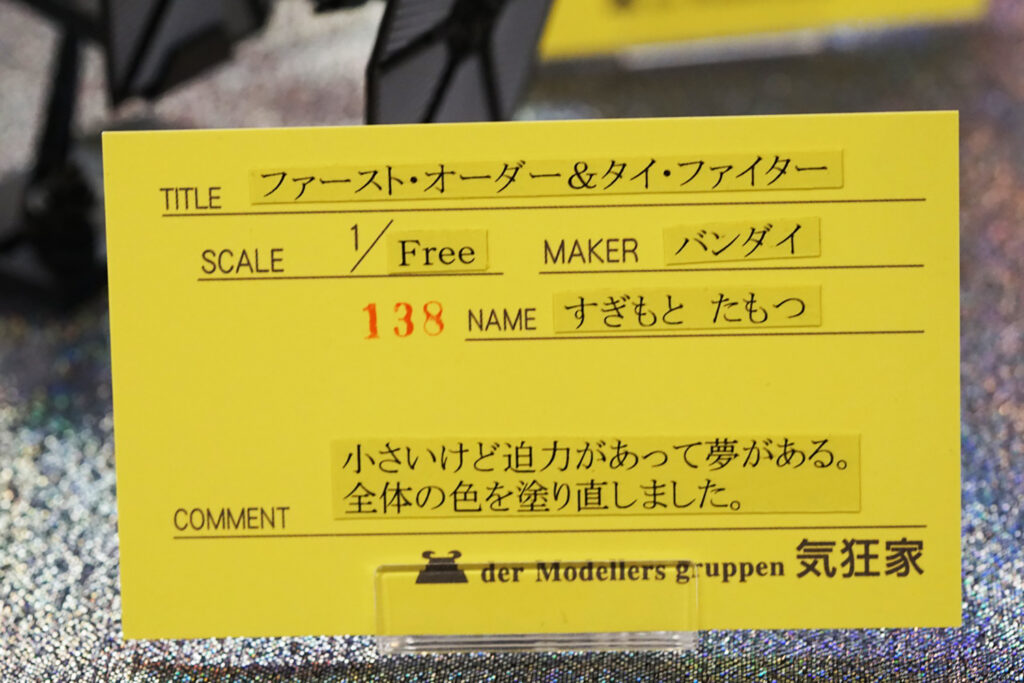 TITLE ファースト・オーダー&タイ・ファイター
SCALE 1/Free MAKER バンダイ
138 NAME すぎもと たもつ
小さいけど迫力があって夢がある。
全体の色を塗り直しました。
COMMENT
der Modellers gruppen 気狂家